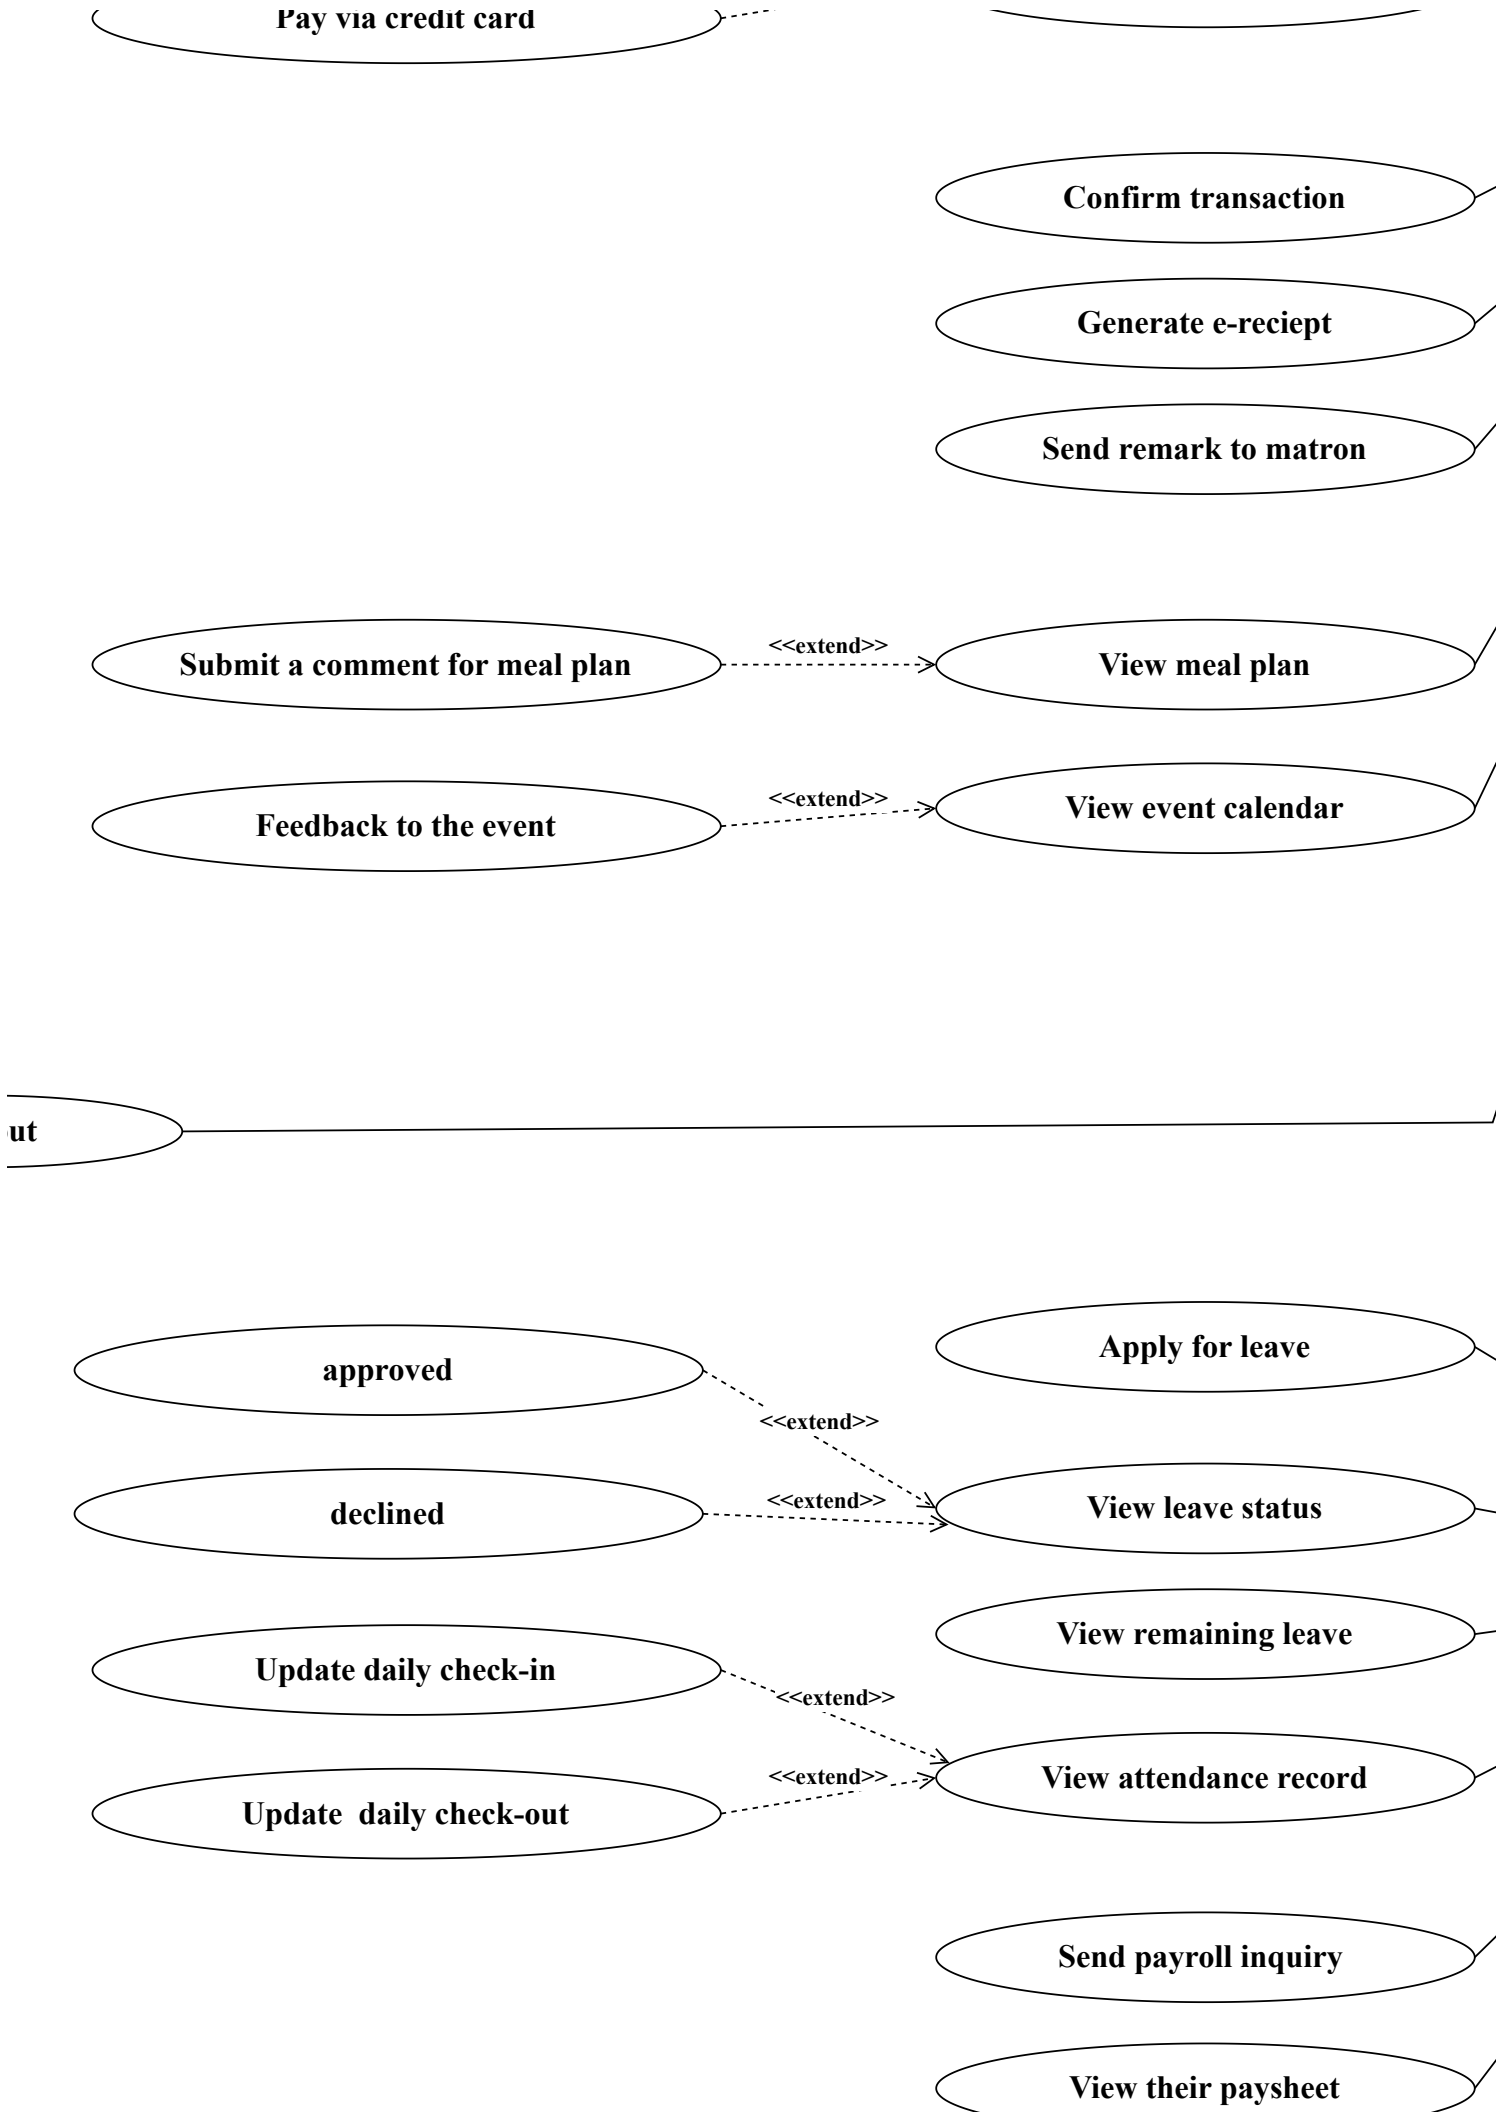 Pay via credit card
Confirm transaction
Generate e-reciept
Send remark to matron
Submit a comment for meal plan
<<extend>>
View meal plan
Feedback to the event
<<extend>>
View event calendar
ut
approved
<<extend>>
Apply for leave
declined
<<extend>>
View leave status
View remaining leave
Update daily check-in
<<extend>>
View attendance record
Update  daily check-out
<<extend>>
Send payroll inquiry
View their paysheet